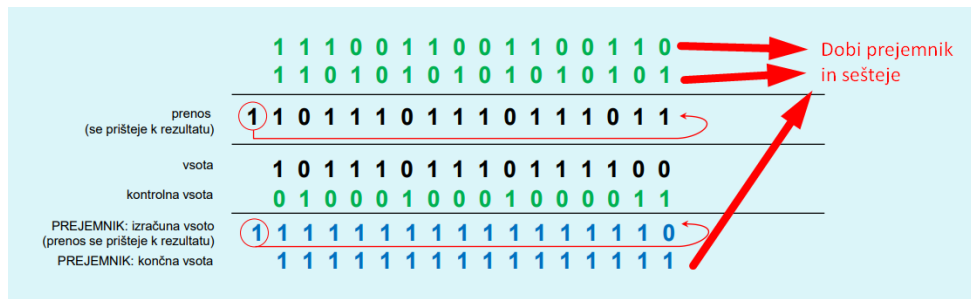 1 1 1 0 0 1 1 0 0 1 1 0 0 1 1 0
Dobi prejemnik
1 1 0 1 0 1 0 1 0 1 0 1 0 1 0 1
in sešteje
prenos
(se prišteje k rezultatu)
1 1 0 1 1 1 0 1 1 1 0 1 1 1 0 1 1
vsota
1 0 1 1 1 0 1 1 1 0 1 1 1 1 0 0
kontrolna vsota
0 1 0 0 0 1 0 0 0 1 0 0 0 0 1 1
PREJEMNIK: izračuna vsoto
(prenos se prišteje k rezultatu)
1 1 1 1 1 1 1 1 1 1 1 1 1 1 1 1 0
PREJEMNIK: končna vsota
1 1 1 1 1 1 1 1 1 1 1 1 1 1 1 1